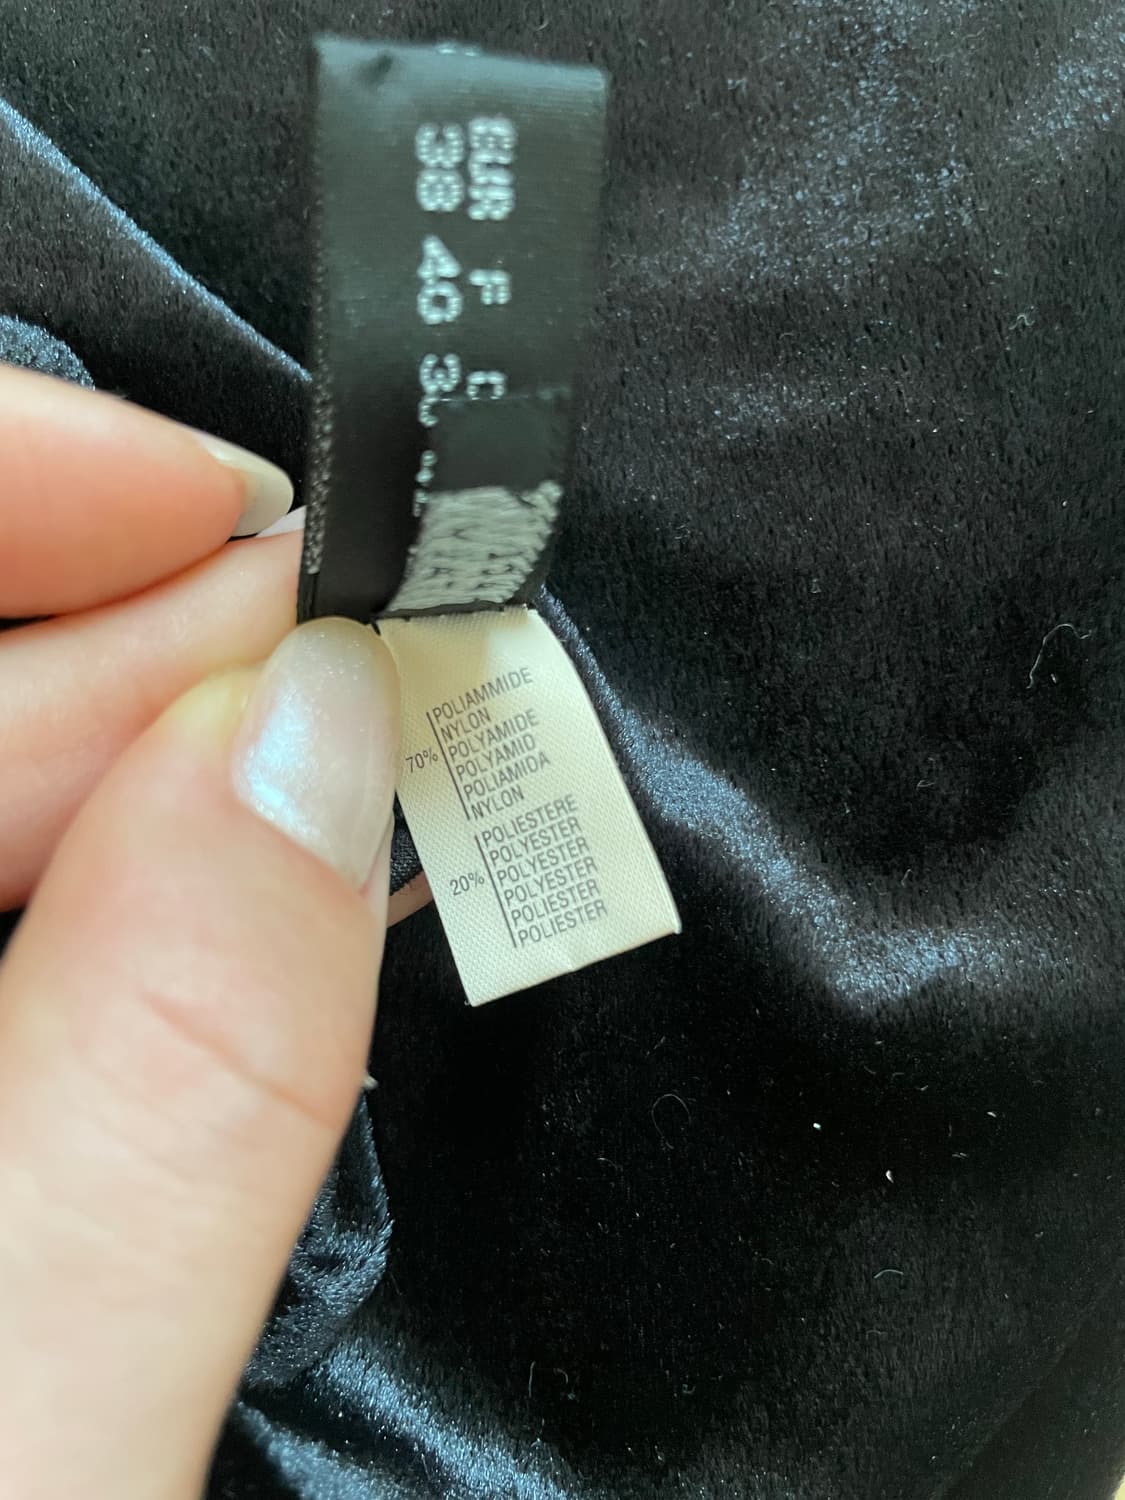 EUR F
38 40
70%
POLIAMMIDE
NYLON
POLYAMIDE
POLYAMID
POLIAMIDA
NYLON
20%
POLIESTERE
POLYESTER
POLYESTER
POLYESTER
POLIESTER
POLIESTER